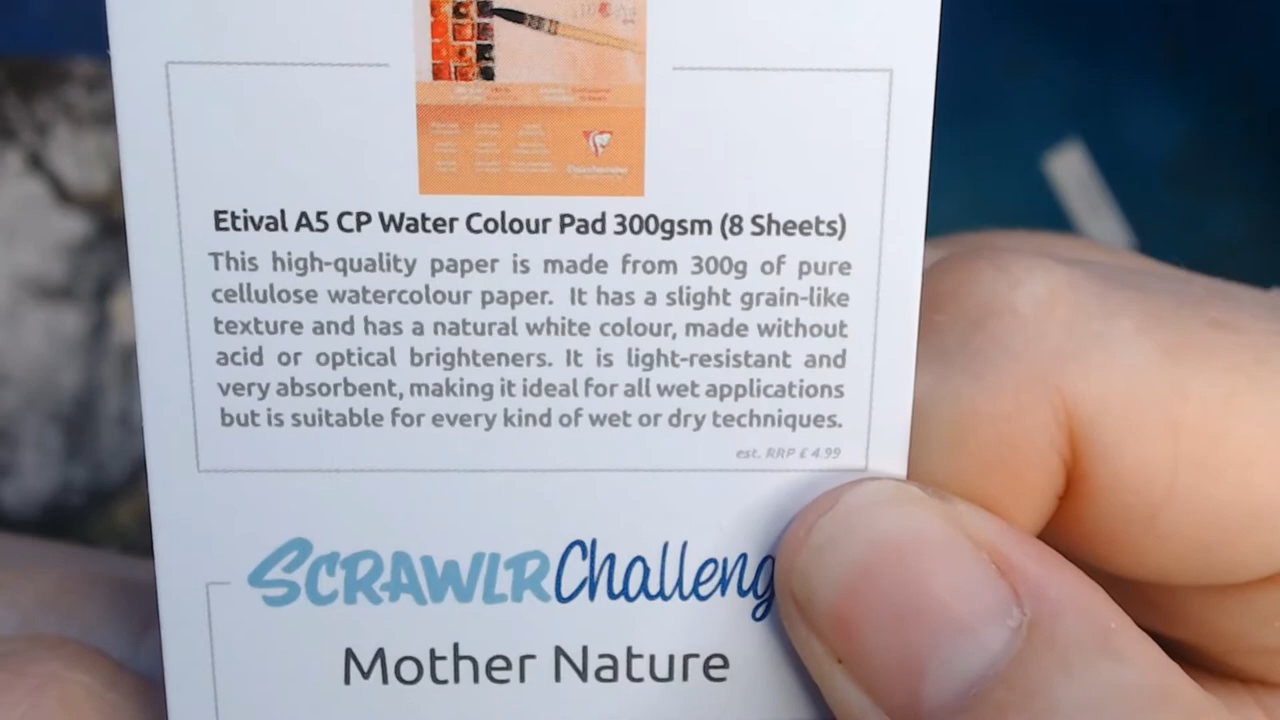 Etival A5 CP Water Colour Pad 300gsm (8 Sheets)
This high-quality paper is made from 300g of pure
cellulose watercolour paper. It has a slight grain-like
texture and has a natural white colour, made without
acid or optical brighteners. It is light-resistant and
very absorbent, making it ideal for all wet applications
but is suitable for every kind of wet or dry techniques.
est. RRP £ 4.99
SCRAWLRChalleng
Mother Nature